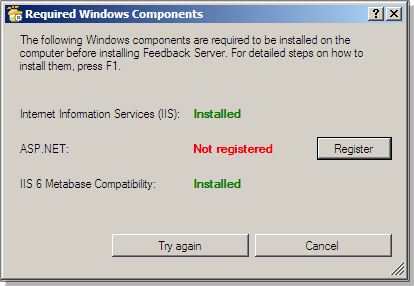 Required Windows Components
The following Windows components are required to be installed on the
computer before installing Feedback Server. For detailed steps on how to
install them, press F1.
Internet Information Services (IIS): Installed
ASP.NET: Not registered Register
IIS 6 Metabase Compatibility: Installed
Try again Cancel